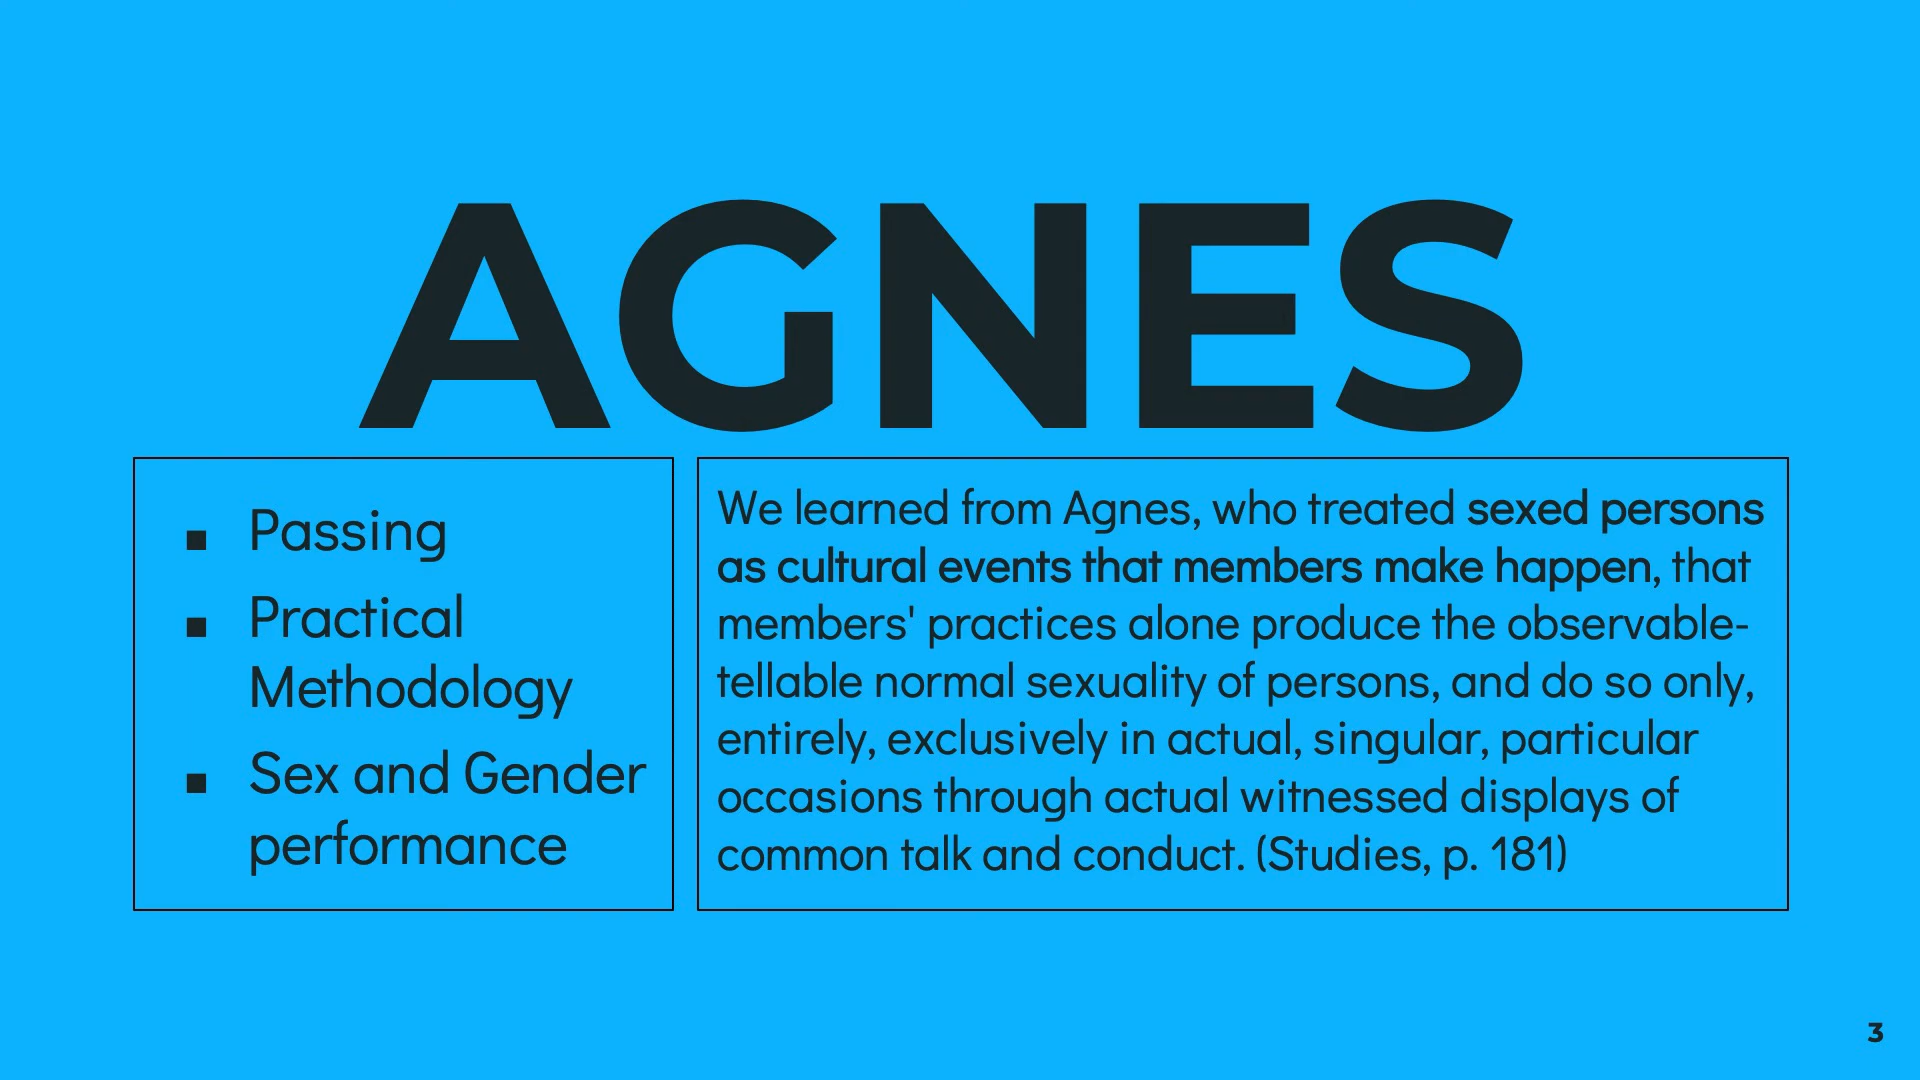 AGNES
▪ Passing
▪ Practical
Methodology
▪ Sex and Gender
performance
We learned from Agnes, who treated sexed persons
as cultural events that members make happen, that
members' practices alone produce the observable-
tellable normal sexuality of persons, and do so only,
entirely, exclusively in actual, singular, particular
occasions through actual witnessed displays of
common talk and conduct. (Studies, p. 181)
3